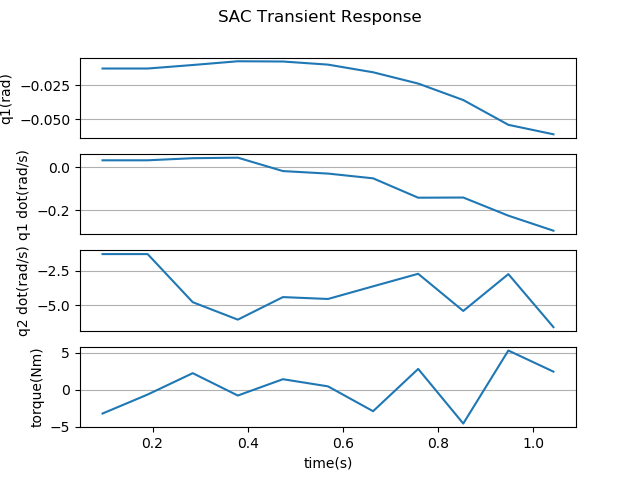 SAC Transient Response
q1(rad)
−0.025
−0.050
q1 dot(rad/s)
0.0
−0.2
q2 dot(rad/s)
−2.5
−5.0
torque(Nm)
5
0
−5
0.2 0.4 0.6 0.8 1.0
time(s)